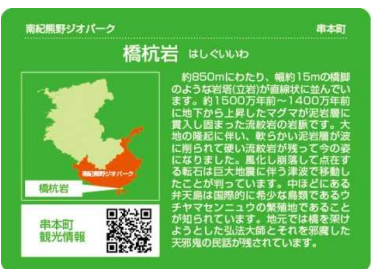 南紀熊野ジオパーク
串本町
橋杭岩 はしぐいいわ
約850mにわたり、幅約15mの橋脚
のような岩塔(立岩)が直線状に並んでい
ます。約1500万年前～1400万年前
に地下から上昇したマグマが泥岩層に
貫入し固まった流紋岩の岩脈です。大
地の隆起に伴い、軟らかい泥岩層が波
に削られて硬い流紋岩が残って今の姿
になりました。風化し崩落して点在す
る転石は巨大地震に伴う津波で移動し
たことが判っています。中ほどにある
弁天島は国際的に希少な鳥類であるウ
チヤマセンニュウの繁殖地であること
が知られています。地元では橋を架け
ようとした弘法大師とそれを邪魔した
天邪鬼の民話が残されています。
南紀熊野ジオパーク
橋杭岩
串本町
観光情報